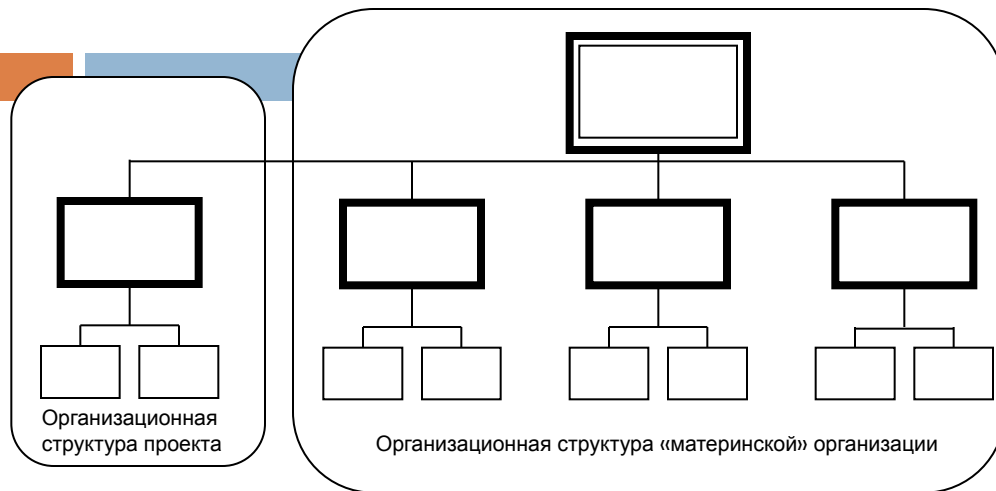 Организационная
структура проекта
Организационная структура «материнской» организации